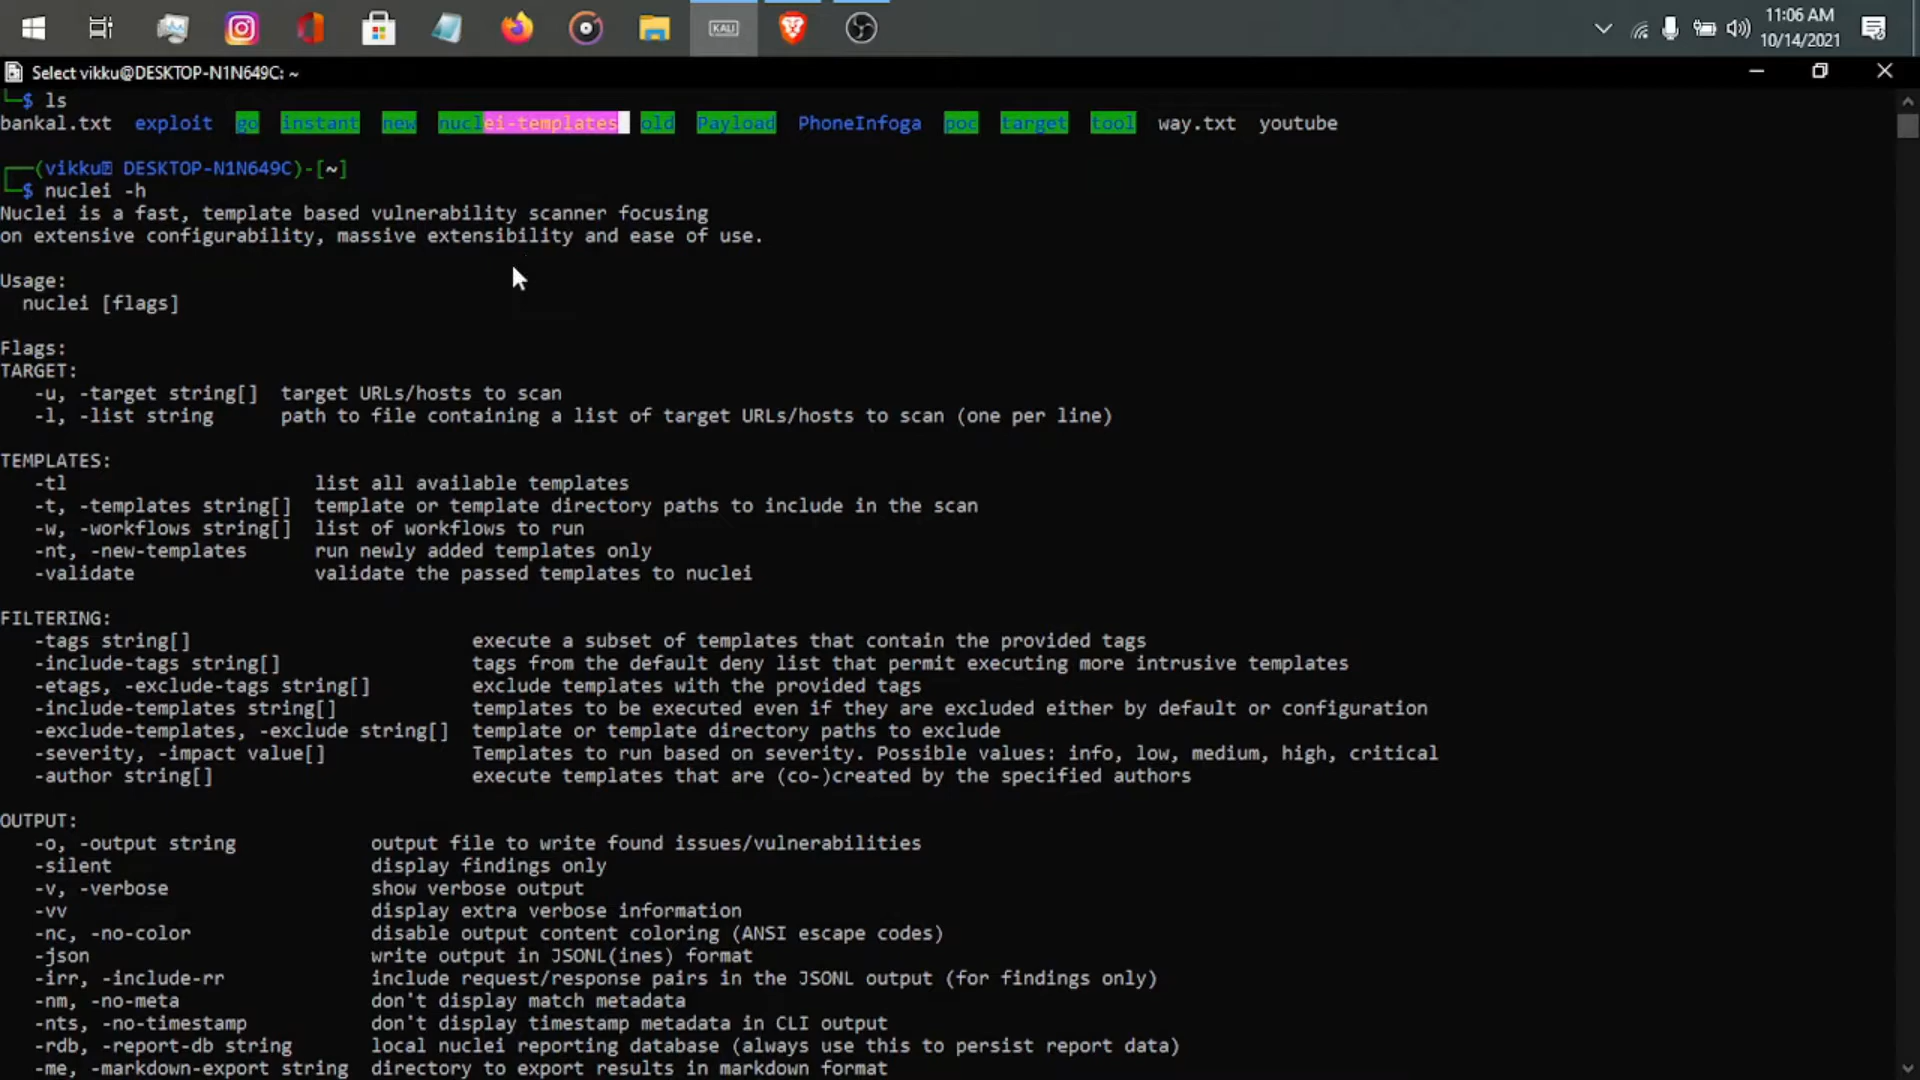 11:06 AM
KALI
10/14/2021
Select vikku@DESKTOP-N1N649C: ~
└─$ ls
bankal.txt exploit go instant new nuclei-templates old Payload PhoneInfoga poc target tool way.txt youtube
┌──(vikku㉿ DESKTOP-N1N649C)-[~]
└─$ nuclei -h
Nuclei is a fast, template based vulnerability scanner focusing
on extensive configurability, massive extensibility and ease of use.
Usage:
nuclei [flags]
Flags:
TARGET:
-u, -target string[] target URLs/hosts to scan
-l, -list string path to file containing a list of target URLs/hosts to scan (one per line)
TEMPLATES:
-tl list all available templates
-t, -templates string[] template or template directory paths to include in the scan
-w, -workflows string[] list of workflows to run
-nt, -new-templates run newly added templates only
-validate validate the passed templates to nuclei
FILTERING:
-tags string[] execute a subset of templates that contain the provided tags
-include-tags string[] tags from the default deny list that permit executing more intrusive templates
-etags, -exclude-tags string[] exclude templates with the provided tags
-include-templates string[] templates to be executed even if they are excluded either by default or configuration
-exclude-templates, -exclude string[] template or template directory paths to exclude
-severity, -impact value[] Templates to run based on severity. Possible values: info, low, medium, high, critical
-author string[] execute templates that are (co-)created by the specified authors
OUTPUT:
-o, -output string output file to write found issues/vulnerabilities
-silent display findings only
-v, -verbose show verbose output
-vv display extra verbose information
-nc, -no-color disable output content coloring (ANSI escape codes)
-json write output in JSONL(ines) format
-irr, -include-rr include request/response pairs in the JSONL output (for findings only)
-nm, -no-meta don't display match metadata
-nts, -no-timestamp don't display timestamp metadata in CLI output
-rdb, -report-db string local nuclei reporting database (always use this to persist report data)
-me, -markdown-export string directory to export results in markdown format